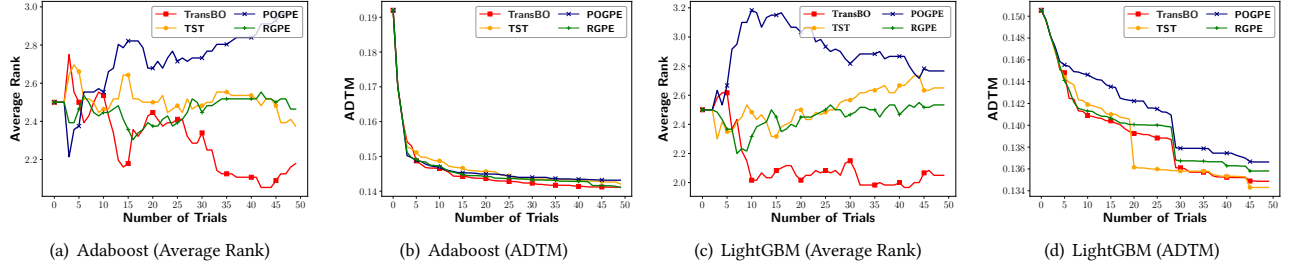 TransBO POGPE
TST RGPE
Average Rank
3.0
2.8
2.6
2.4
2.2
0 5 10 15 20 25 30 35 40 45 50
Number of Trials
(a) Adaboost (Average Rank)
TransBO POGPE
TST RGPE
ADTM
0.19
0.18
0.17
0.16
0.15
0.14
0 5 10 15 20 25 30 35 40 45 50
Number of Trials
(b) Adaboost (ADTM)
TransBO POGPE
TST RGPE
Average Rank
3.2
3.0
2.8
2.6
2.4
2.2
2.0
0 5 10 15 20 25 30 35 40 45 50
Number of Trials
(c) LightGBM (Average Rank)
TransBO POGPE
TST RGPE
ADTM
0.150
0.148
0.146
0.144
0.142
0.140
0.138
0.136
0.134
0 5 10 15 20 25 30 35 40 45 50
Number of Trials
(d) LightGBM (ADTM)